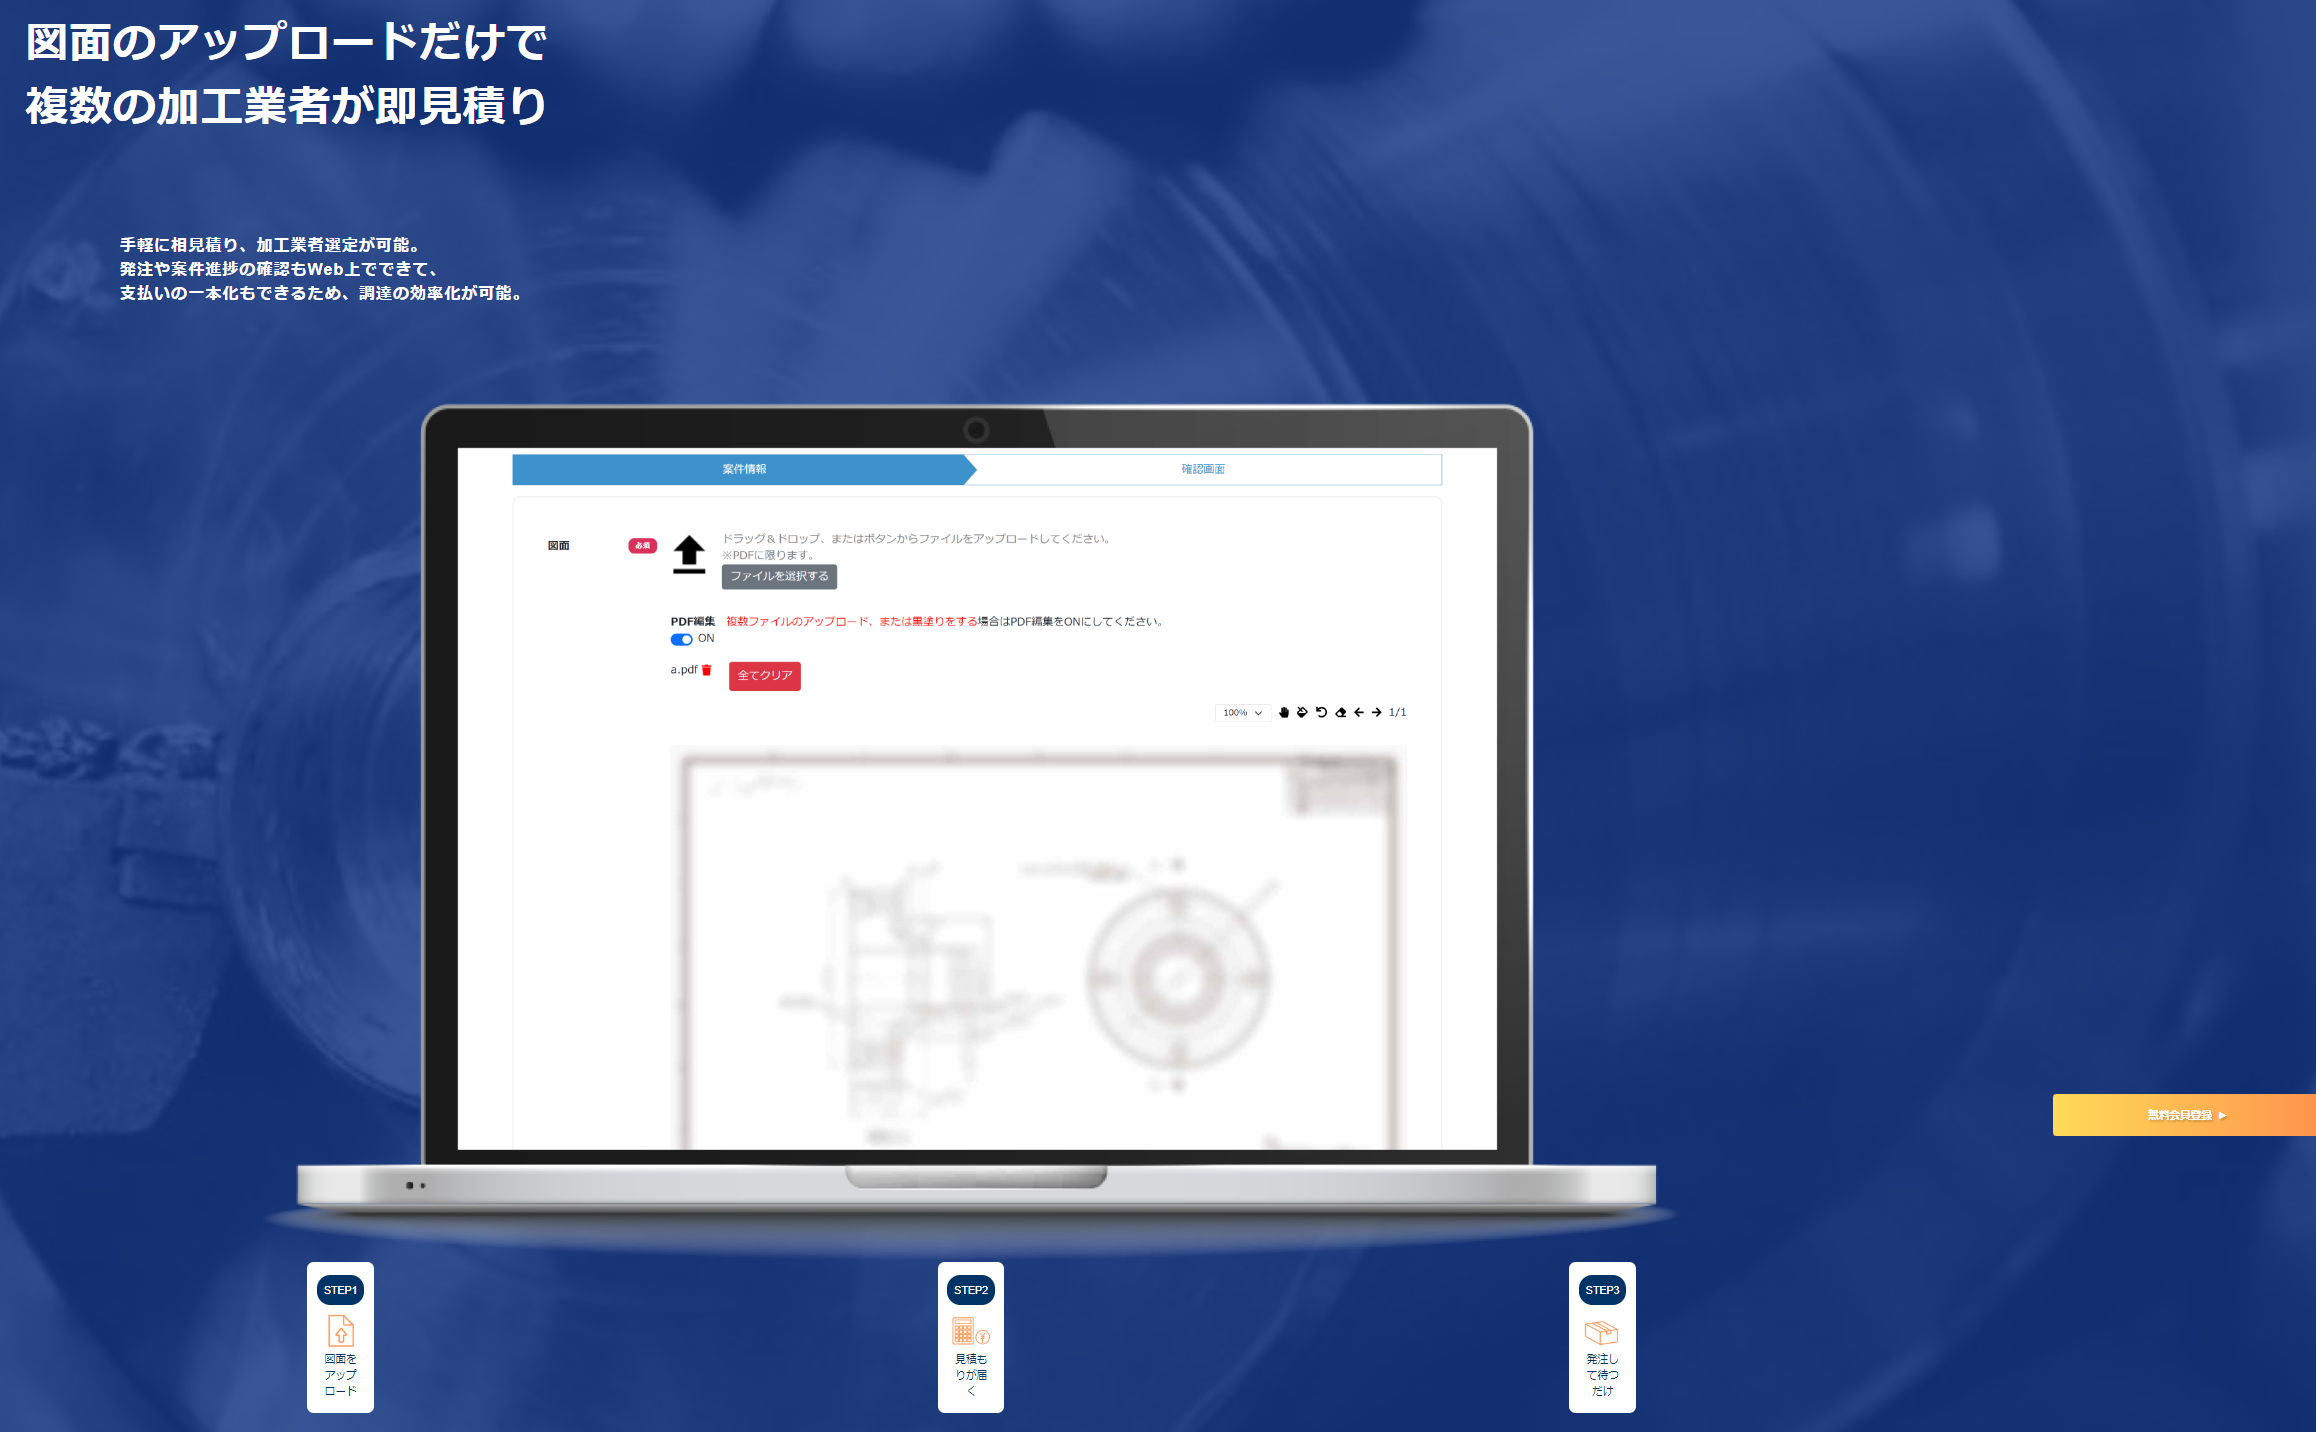 図面のアップロードだけで
複数の加工業者が即見積り
手軽に相見積り、加工業者選定が可能。
発注や案件進捗の確認もWeb上でできて、
支払いの一本化もできるため、調達の効率化が可能。
案件情報
確認画面
図面
必須
ドラッグ＆ドロップ、またはボタンからファイルをアップロードしてください。
※PDFに限ります。
ファイルを選択する
PDF編集 複数ファイルのアップロード、または黒塗りをする場合はPDF編集をONにしてください。
ON
a.pdf
全てクリア
100%
1/1
無料会員登録 ▶
STEP1
図面を
アップ
ロード
STEP2
見積も
りが届
く
STEP3
発注し
て待つ
だけ